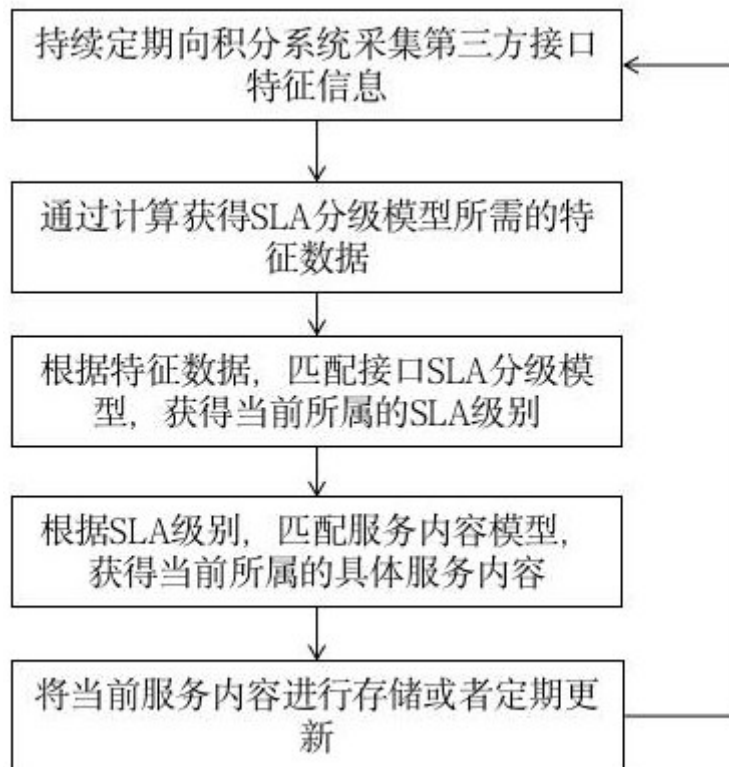 持续定期向积分系统采集第三方接口
特征信息
通过计算获得SLA分级模型所需的特
征数据
根据特征数据，匹配接口SLA分级模
型，获得当前所属的SLA级别
根据SLA级别，匹配服务内容模型，
获得当前所属的具体服务内容
将当前服务内容进行存储或者定期更
新